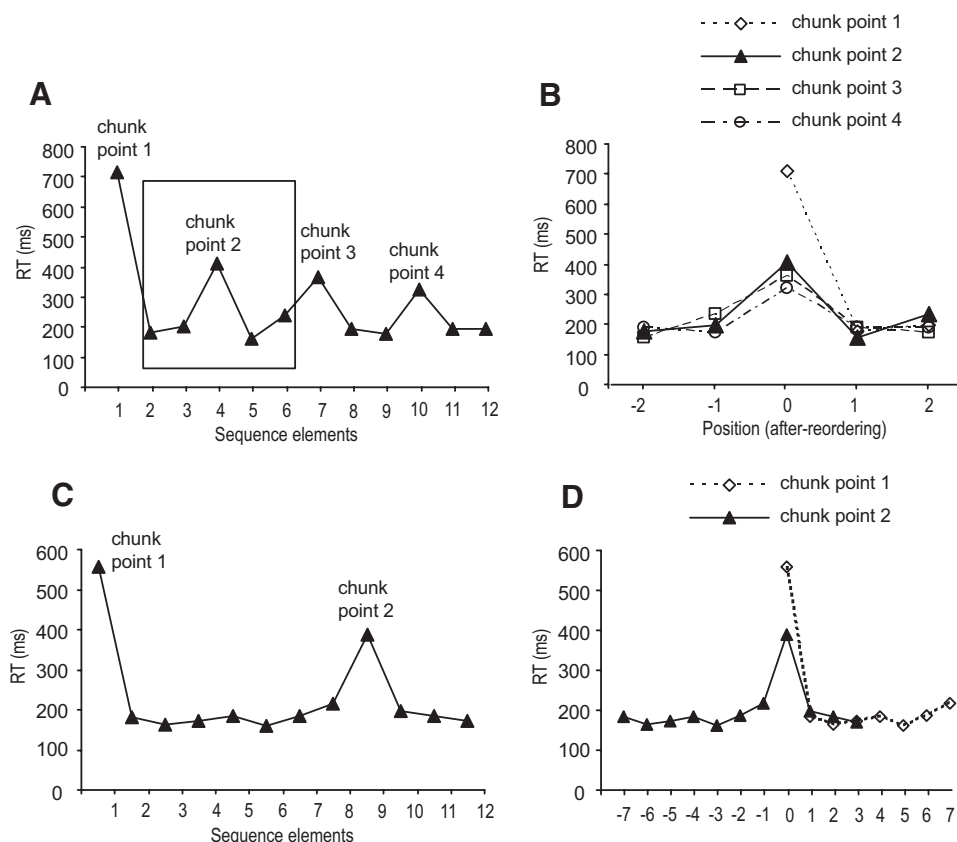 chunk point 1
chunk point 2
chunk point 3
chunk point 4
A
B
chunk
point 1
chunk
point 2
chunk
point 3
chunk
point 4
800
700
600
500
400
300
200
100
0
RT (ms)
1 2 3 4 5 6 7 8 9 10 11 12
Sequence elements
800
700
600
500
400
300
200
100
0
RT (ms)
-2 -1 0 1 2
Position (after-reordering)
C
D
chunk point 1
chunk point 2
chunk
point 1
chunk
point 2
600
500
400
300
200
100
0
RT (ms)
1 2 3 4 5 6 7 8 9 10 11 12
Sequence elements
600
500
400
300
200
100
0
RT (ms)
-7 -6 -5 -4 -3 -2 -1 0 1 2 3 4 5 6 7